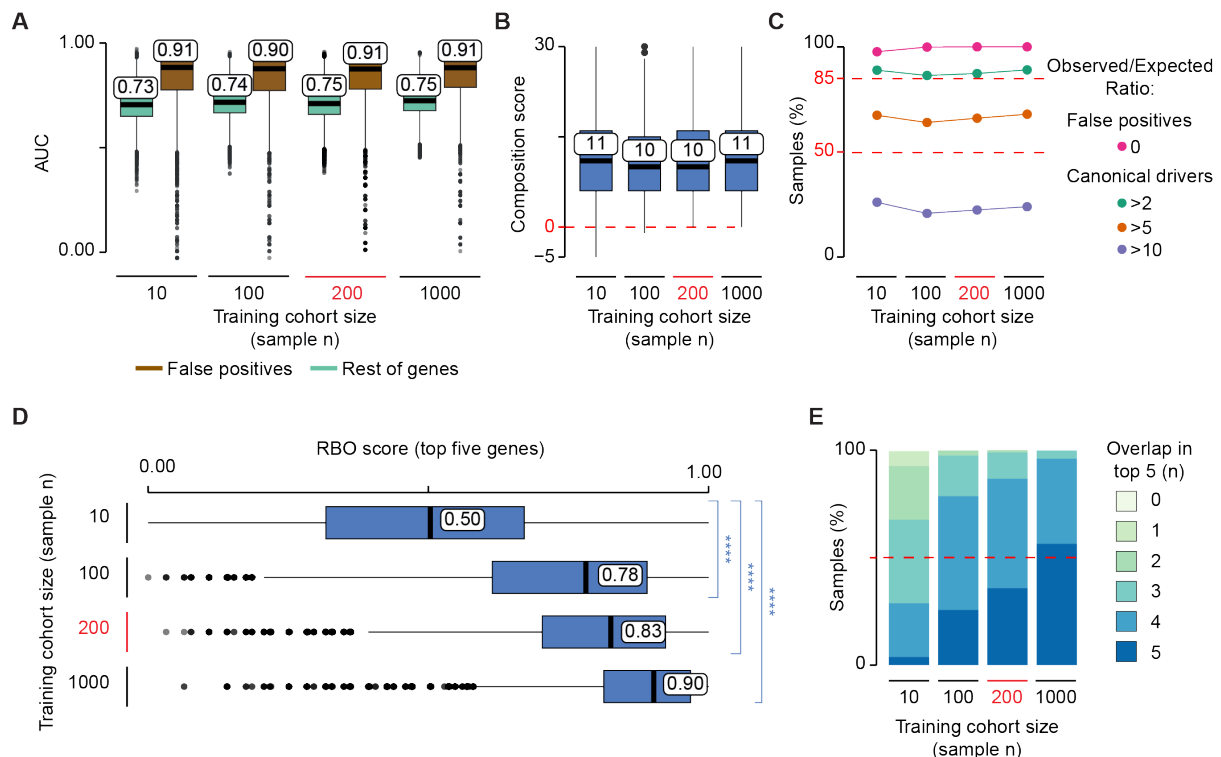 A
1.00
AUC
0.00
0.73
0.91
0.74
0.90
0.75
0.91
0.75
0.91
10
100
200
1000
Training cohort size
(sample n)
False positives
Rest of genes
B
30
Composition score
0
−5
11
10
10
11
10
100
200
1000
Training cohort size
(sample n)
C
100
85
50
0
Samples (%)
10
100
200
1000
Training cohort size
(sample n)
Observed/Expected
Ratio:
False positives
0
Canonical drivers
>2
>5
>10
D
RBO score (top five genes)
0.00
1.00
Training cohort size (sample n)
10
0.50
100
0.78
200
0.83
1000
0.90
****
****
****
E
100
Samples (%)
0
10
100
200
1000
Training cohort size
(sample n)
Overlap in
top 5 (n)
0
1
2
3
4
5